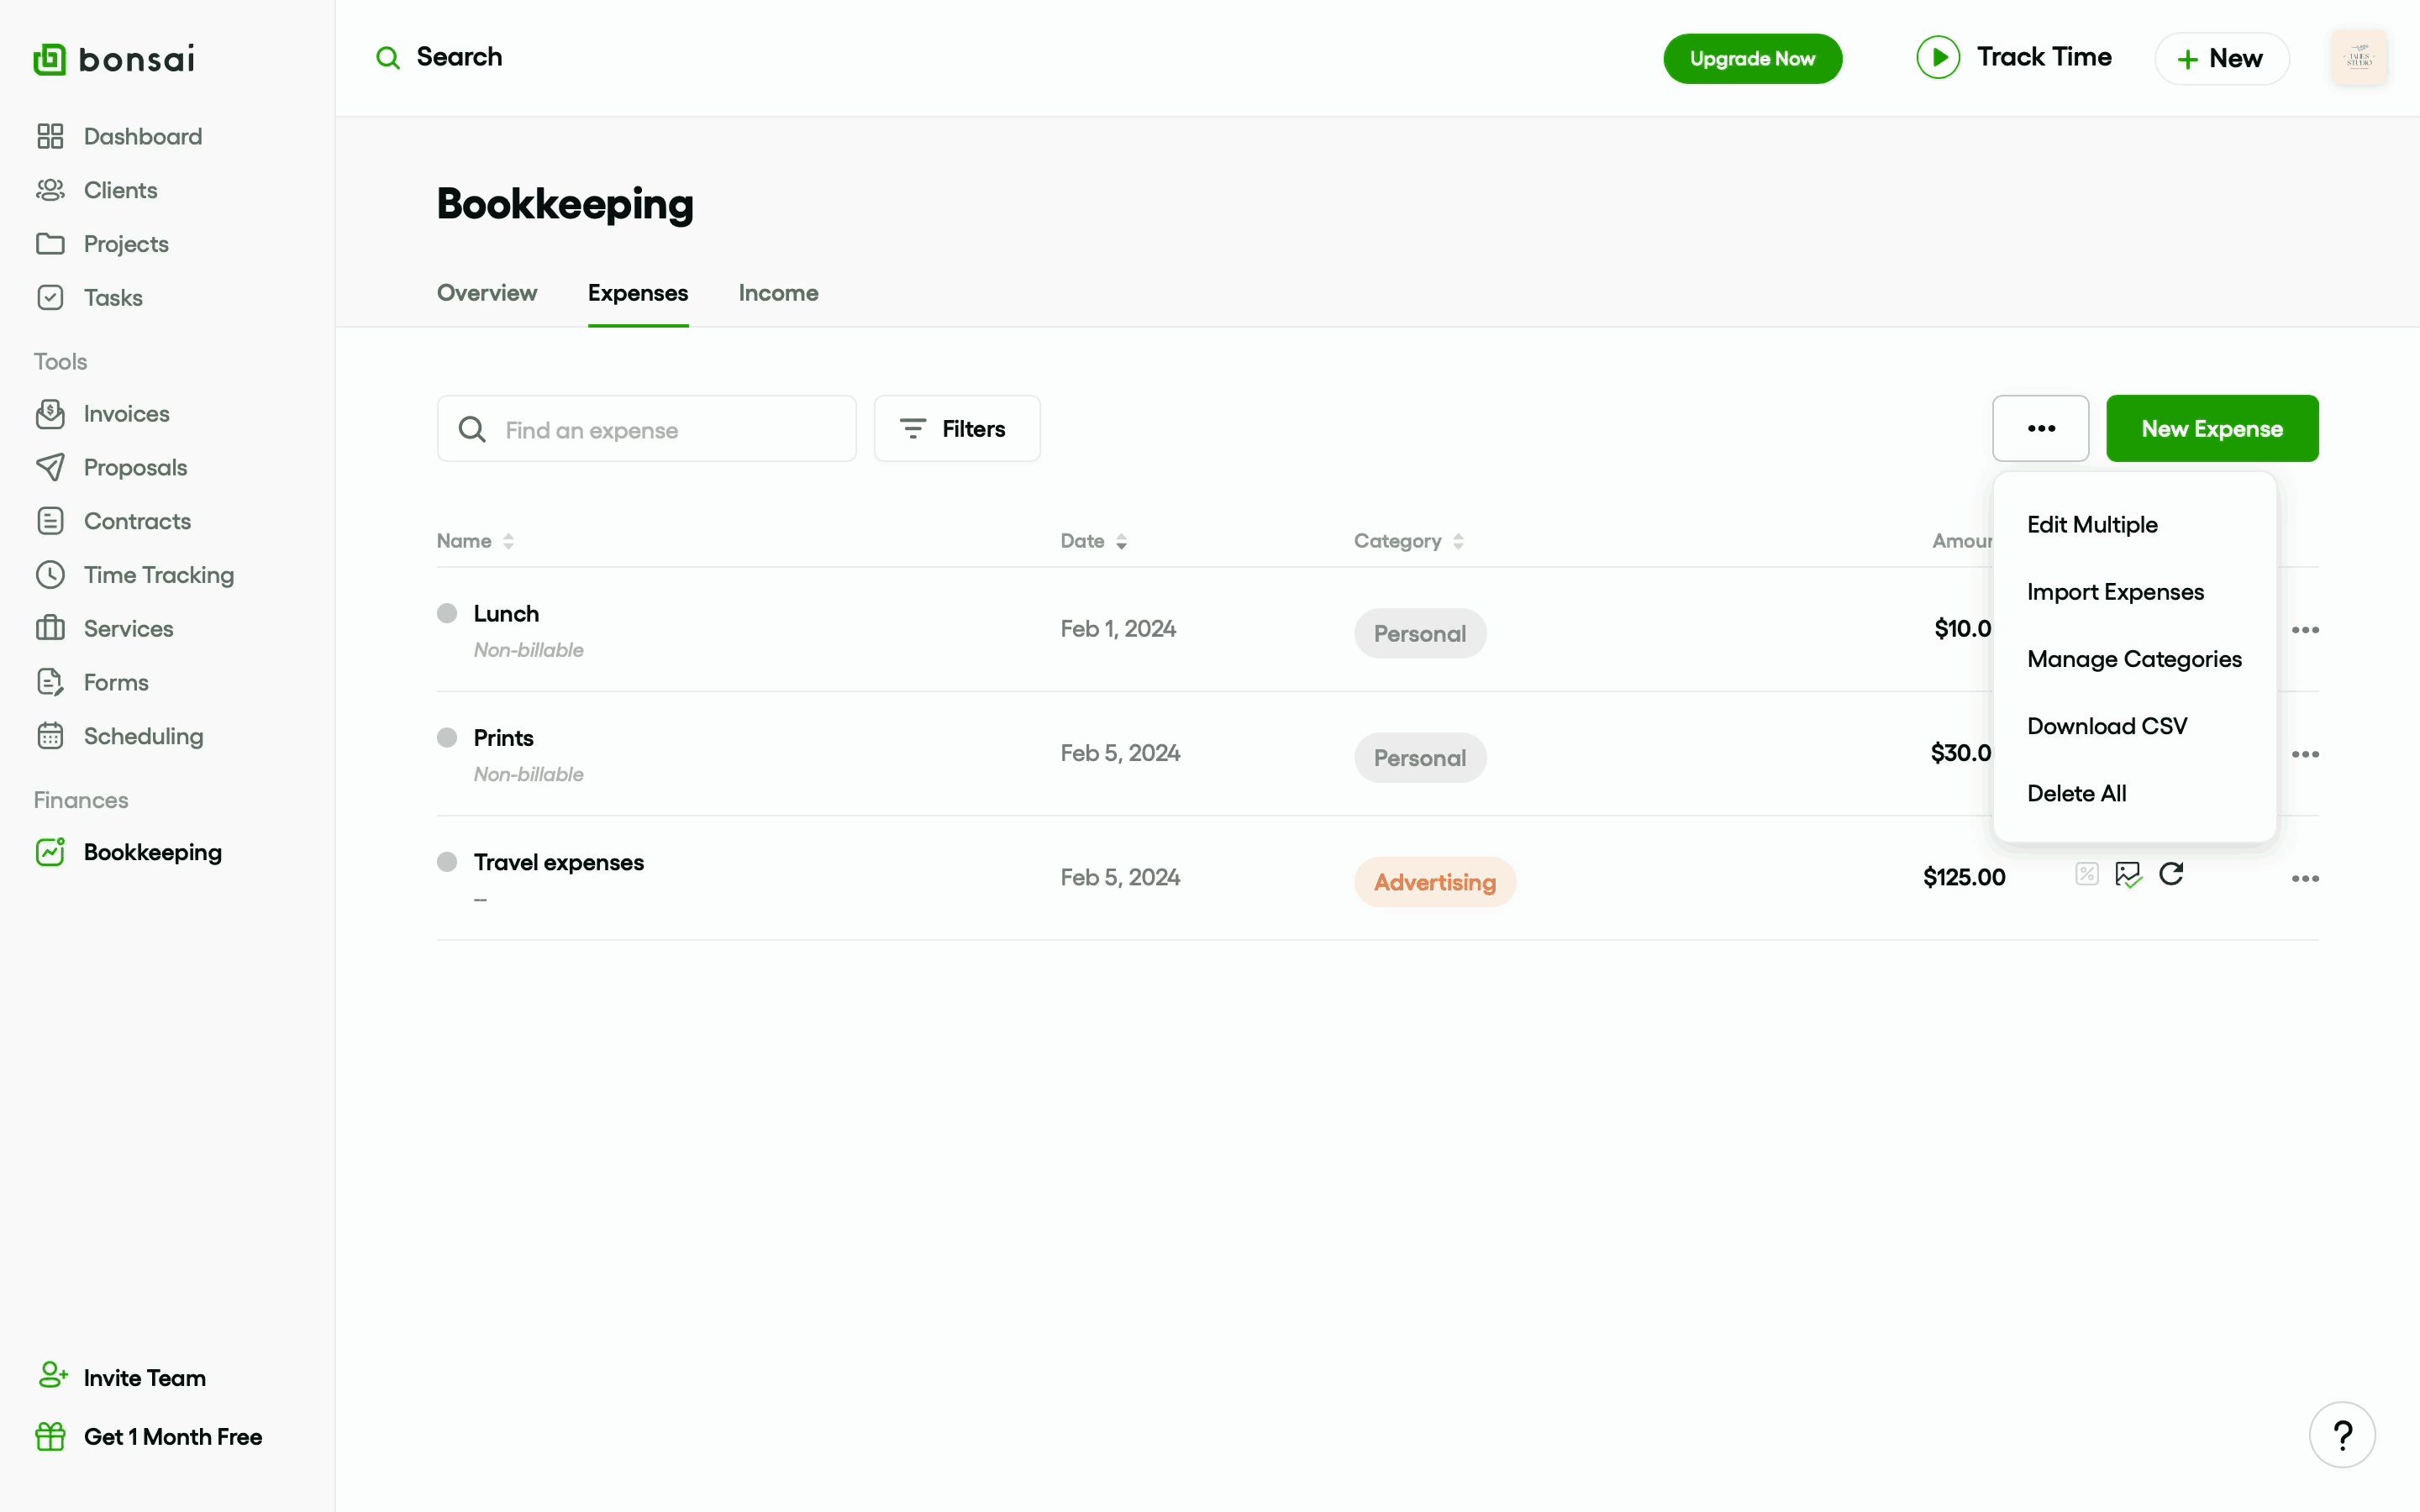 bonsai
Search
Upgrade Now
Track Time
New
Dashboard
Clients
Projects
Tasks
Tools
Invoices
Proposals
Contracts
Time Tracking
Services
Forms
Scheduling
Finances
Bookkeeping
Invite Team
Get 1 Month Free
Bookkeeping
Overview Expenses Income
Find an expense
Filters
New Expense
Edit Multiple
Import Expenses
Manage Categories
Download CSV
Delete All
Name Date Category Amoun
Lunch Feb 1, 2024 Personal $10.0
Non-billable
Prints Feb 5, 2024 Personal $30.0
Non-billable
Travel expenses Feb 5, 2024 Advertising $125.00
–
?